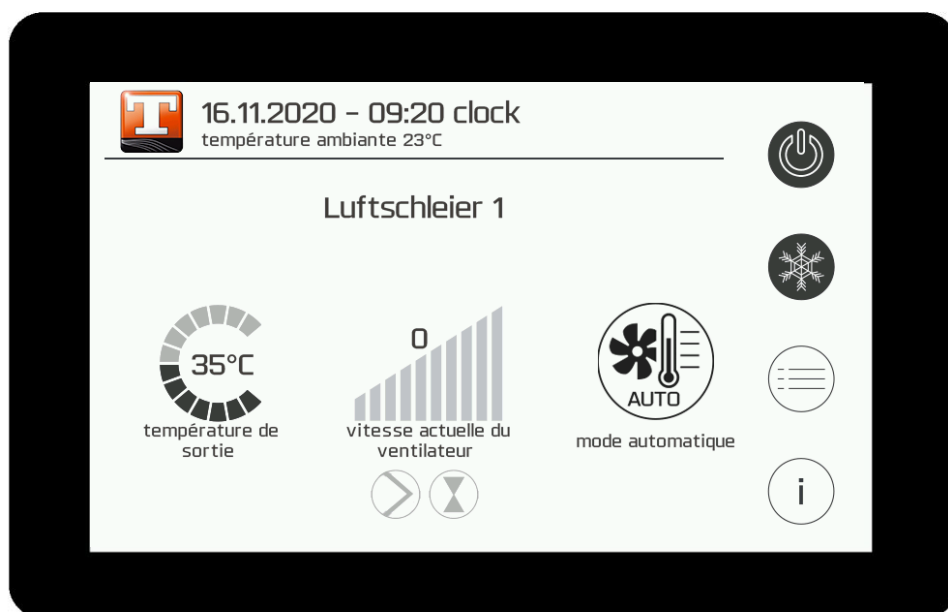 T
16.11.2020 - 09:20 clock
température ambiante 23°C
Luftschleier 1
35°C
température de
sortie
0
vitesse actuelle du
ventilateur
AUTO
mode automatique
i